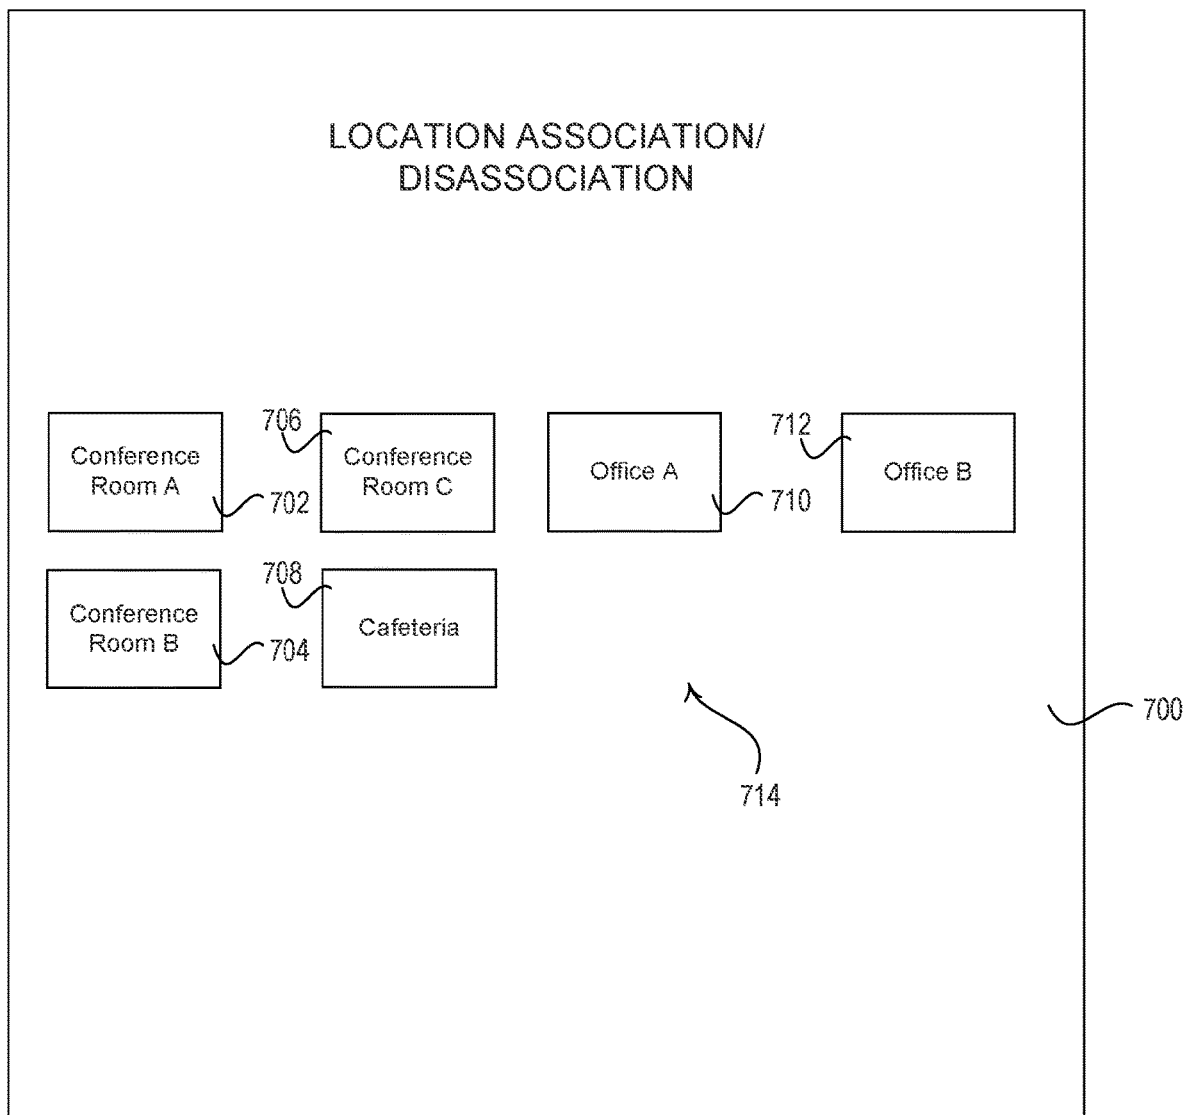 LOCATION ASSOCIATION/
DISASSOCIATION
706
712
Conference
Room A
Conference
Room C
Office A
Office B
702
710
708
Conference
Room B
Cafeteria
704
700
714